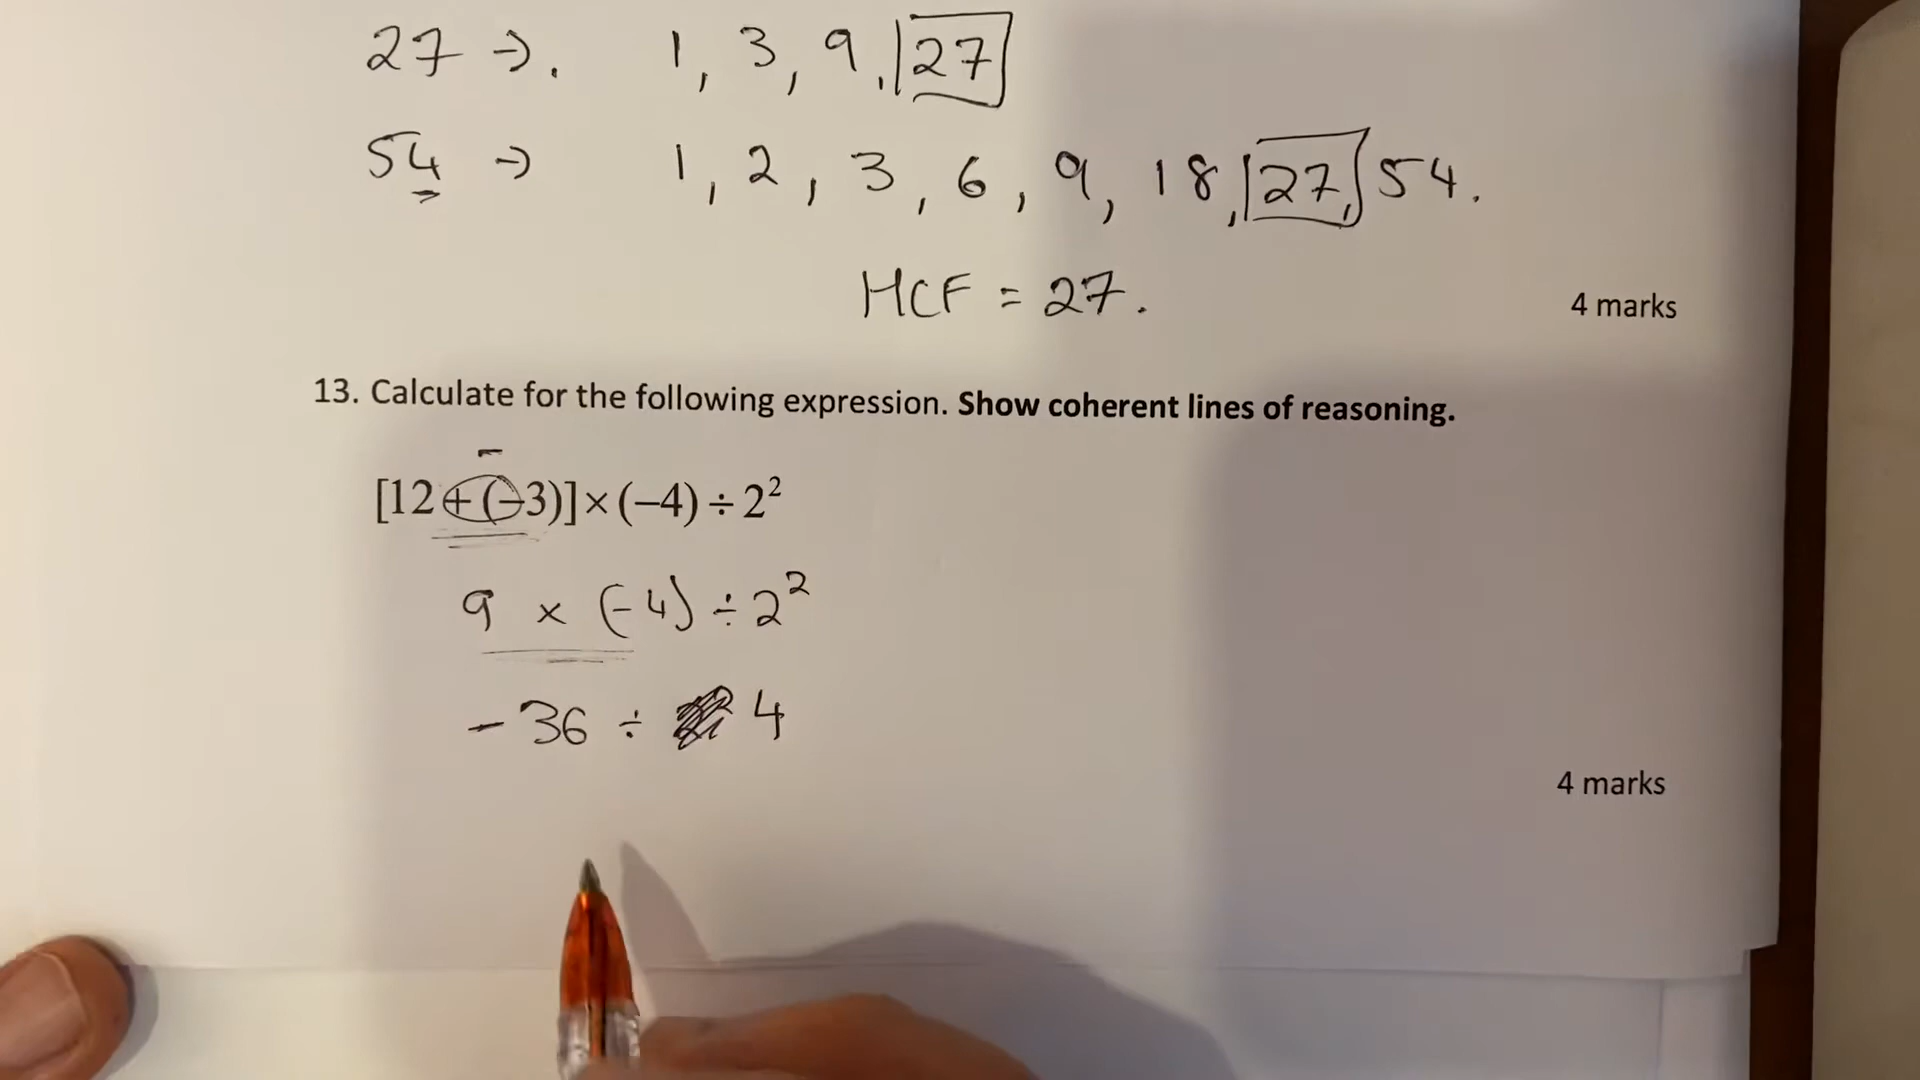 27 → . 1, 3, 9, 27
54 → 1, 2, 3, 6, 9, 18, 27, 54.
HCF = 27.
4 marks
13. Calculate for the following expression. Show coherent lines of reasoning.
−
[12+(−3)]×(−4)÷2²
9 × (−4) ÷ 2²
− 36 ÷ 4
4 marks